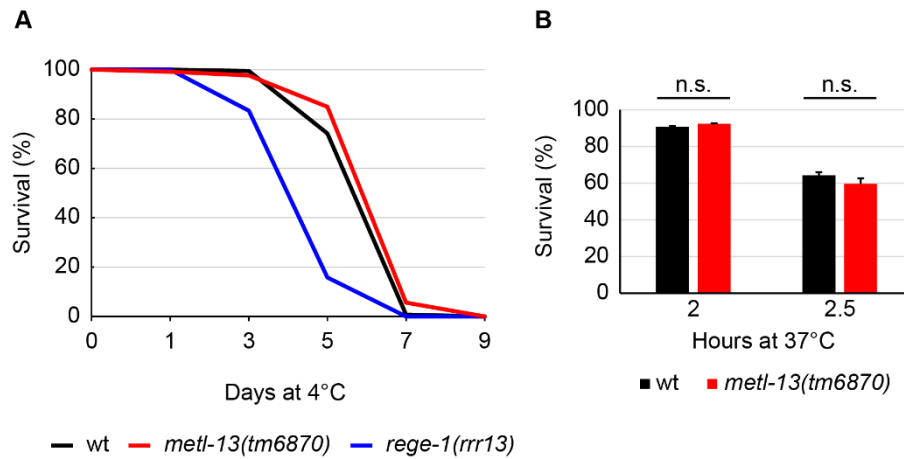 A
Survival (%)
100
80
60
40
20
0
0 1 3 5 7 9
Days at 4°C
wt metl-13(tm6870) rege-1(rrr13)
B
n.s. n.s.
Survival (%)
100
80
60
40
20
0
2 2.5
Hours at 37°C
wt metl-13(tm6870)